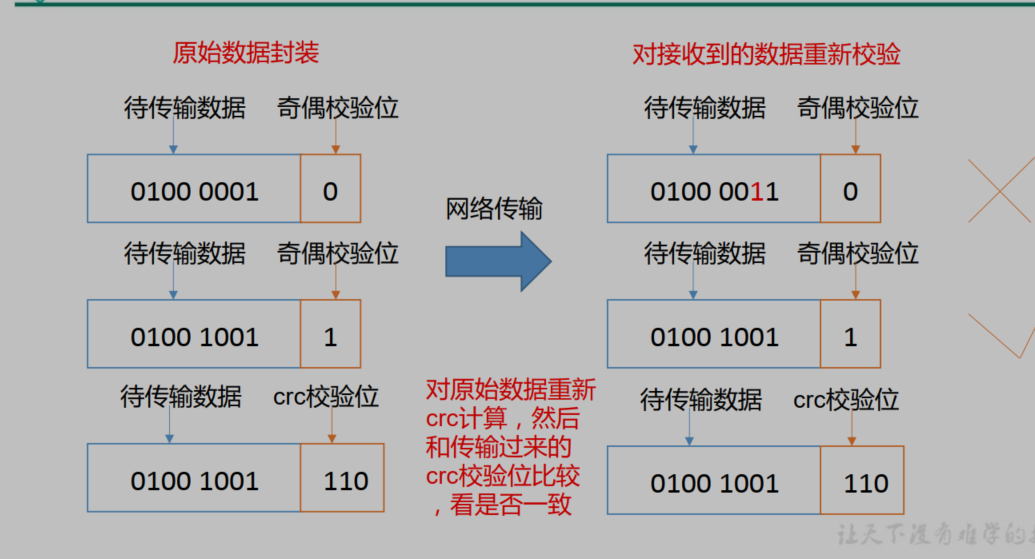 原始数据封装
对接收到的数据重新校验
待传输数据 奇偶校验位
待传输数据 奇偶校验位
0100 0001 0
0100 0011 0
网络传输
待传输数据 奇偶校验位
待传输数据 奇偶校验位
0100 1001 1
0100 1001 1
待传输数据 crc校验位
对原始数据重新
crc计算，然后
和传输过来的
crc校验位比较
，看是否一致
待传输数据 crc校验位
0100 1001 110
0100 1001 110
让天下没有难学的